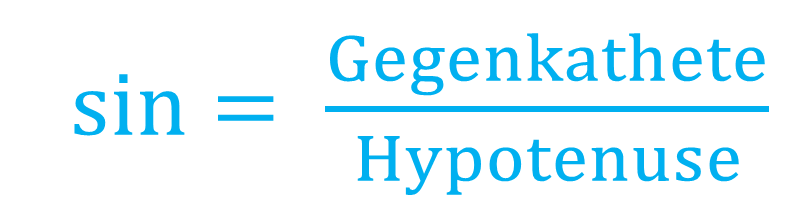 sin = Gegenkathete
Hypotenuse